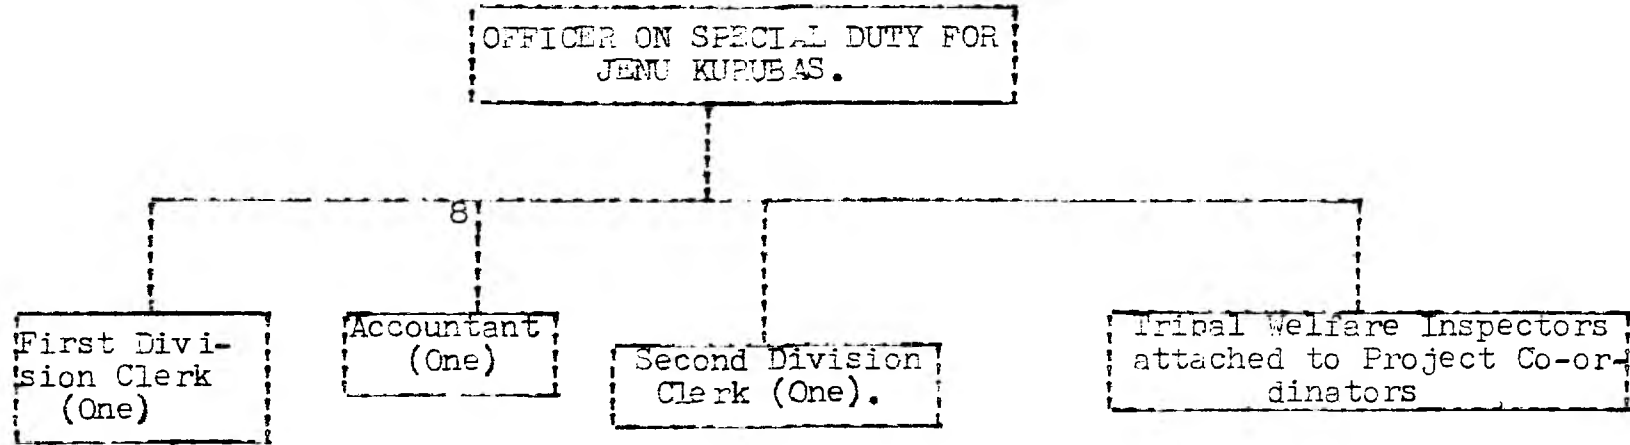 OFFICER ON SPECIAL DUTY FOR
JENU KURUBAS.
8
First Divi-
sion Clerk
(One)
Accountant
(One)
Second Division
Clerk (One).
Tribal Welfare Inspectors
attached to Project Co-or-
dinators